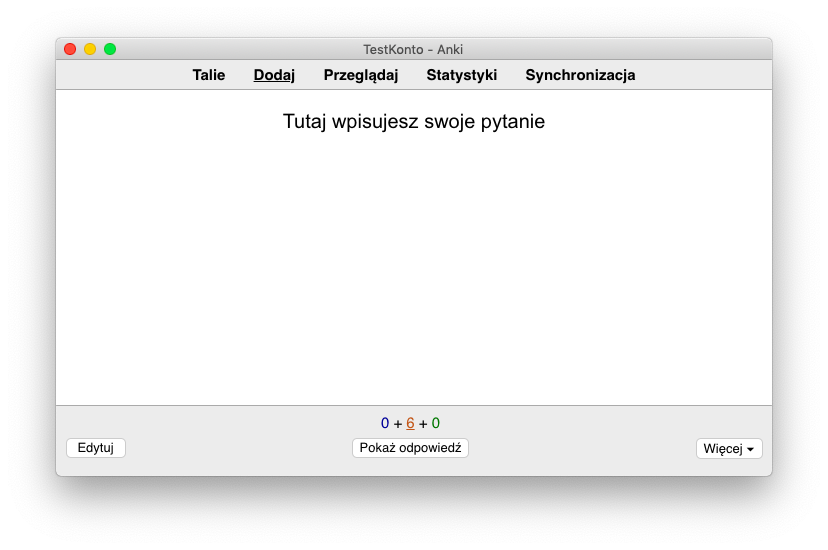 TestKonto - Anki
Talie Dodaj Przeglądaj Statystyki Synchronizacja
Tutaj wpisujesz swoje pytanie
0 + 6 + 0
Edytuj Pokaż odpowiedź Więcej